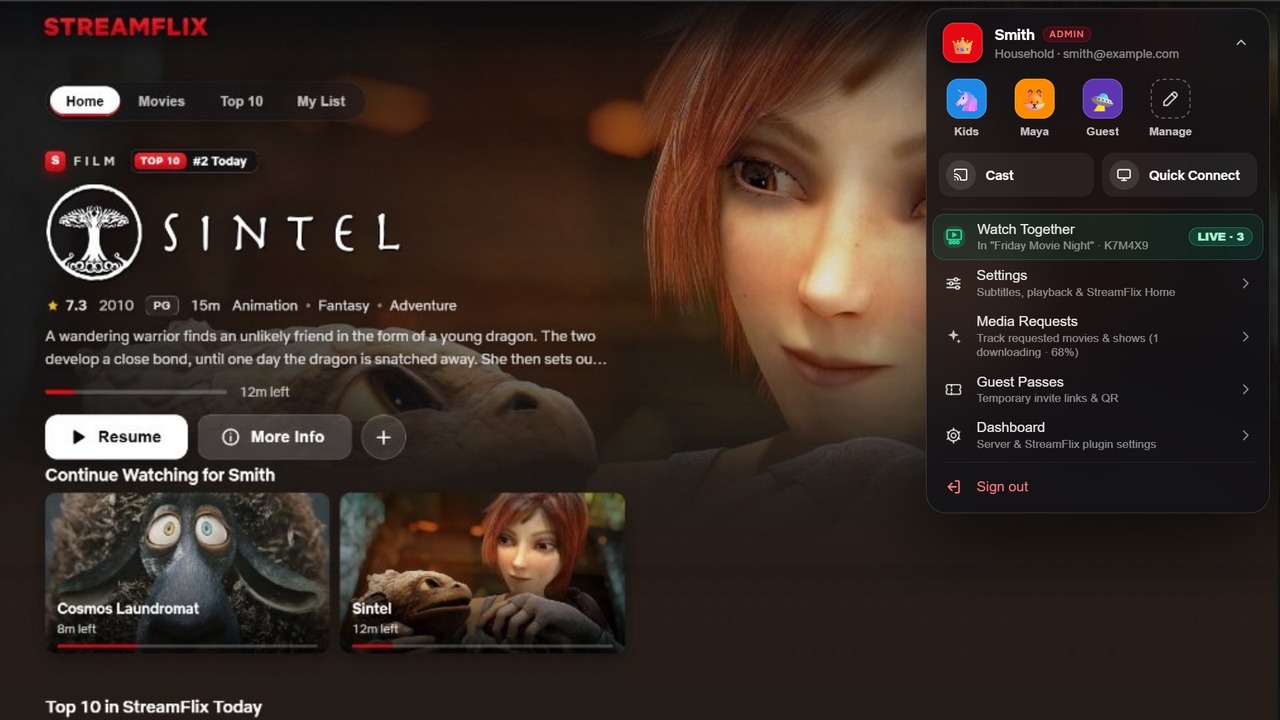 STREAMFLIX
Home Movies Top 10 My List
S FILM TOP 10 #2 Today
SINTEL
7.3 2010 PG 15m Animation • Fantasy • Adventure
A wandering warrior finds an unlikely friend in the form of a young dragon. The two
develop a close bond, until one day the dragon is snatched away. She then sets ou...
12m left
Resume More Info
Continue Watching for Smith
Cosmos Laundromat
8m left
Sintel
12m left
Top 10 in StreamFlix Today
Smith ADMIN
Household · smith@example.com
Kids Maya Guest Manage
Cast Quick Connect
Watch Together
In "Friday Movie Night" · K7M4X9
LIVE · 3
Settings
Subtitles, playback & StreamFlix Home
Media Requests
Track requested movies & shows (1
downloading · 68%)
Guest Passes
Temporary invite links & QR
Dashboard
Server & StreamFlix plugin settings
Sign out